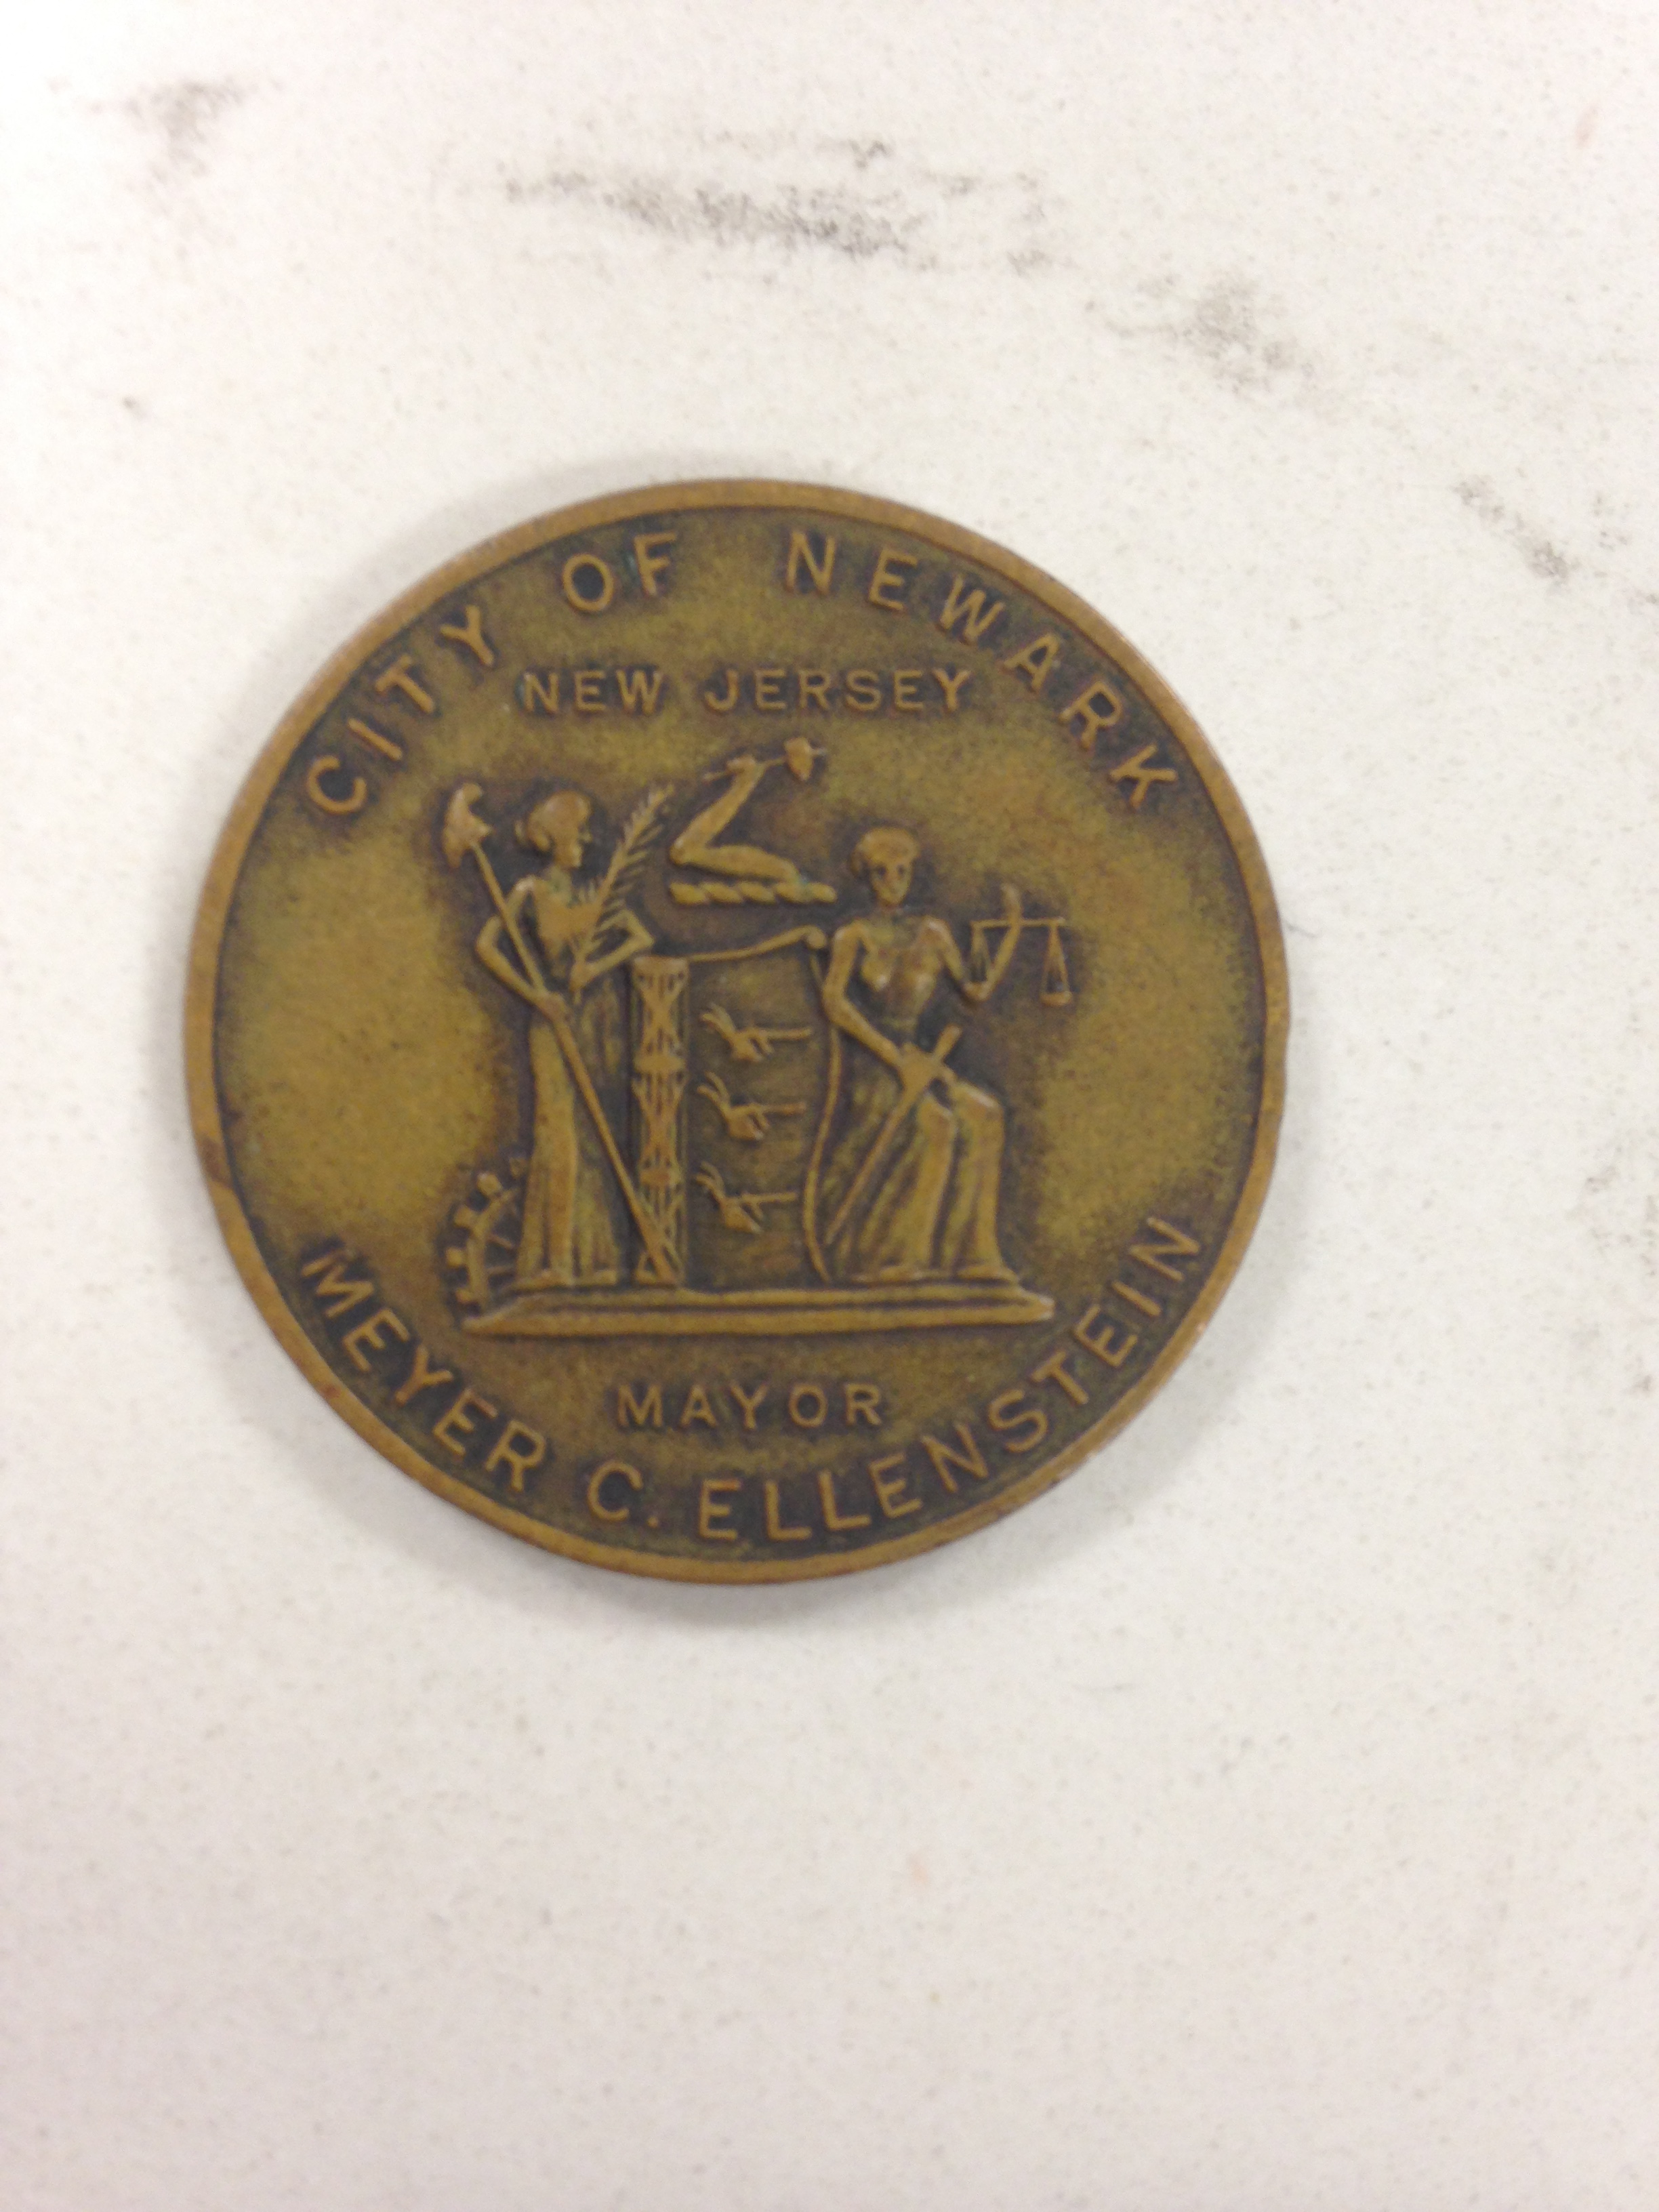 CITY OF NEWARK
NEW JERSEY
MAYOR
MEYER C. ELLENSTEIN